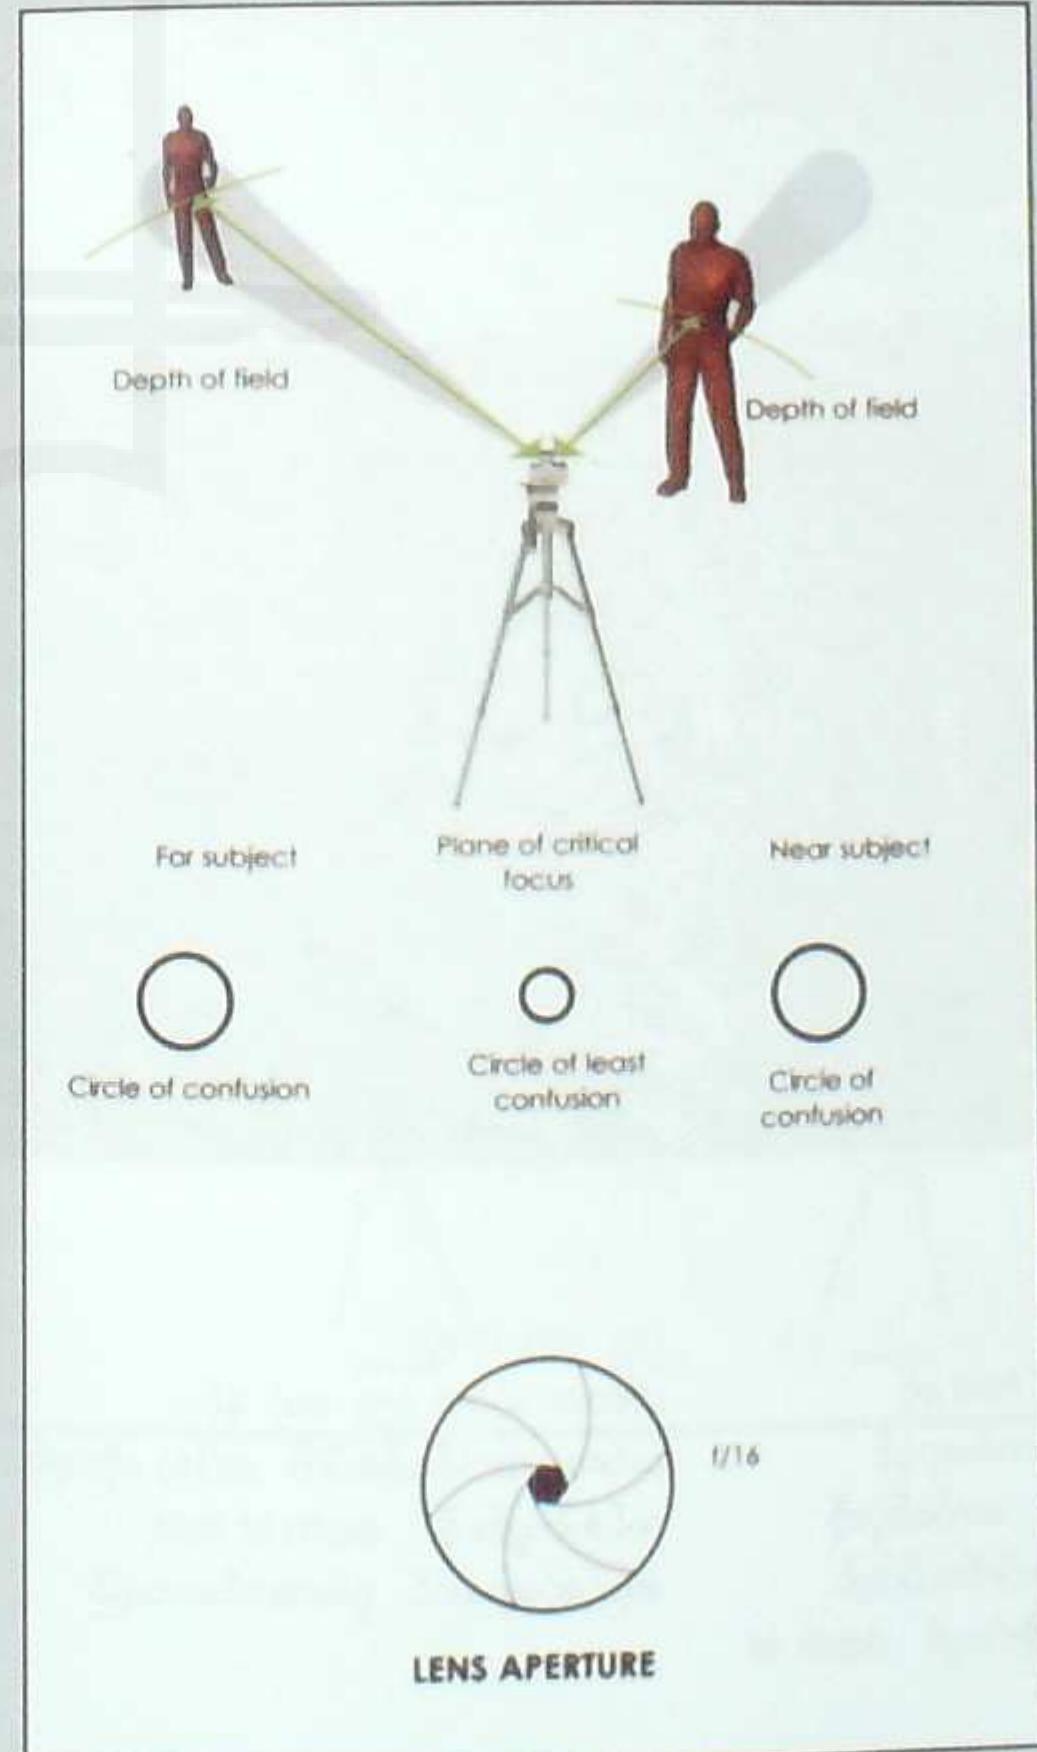 Depth of field
Depth of field
Far subject
Plane of critical
focus
Near subject
Circle of confusion
Circle of least
confusion
Circle of
confusion
f/16
LENS APERTURE